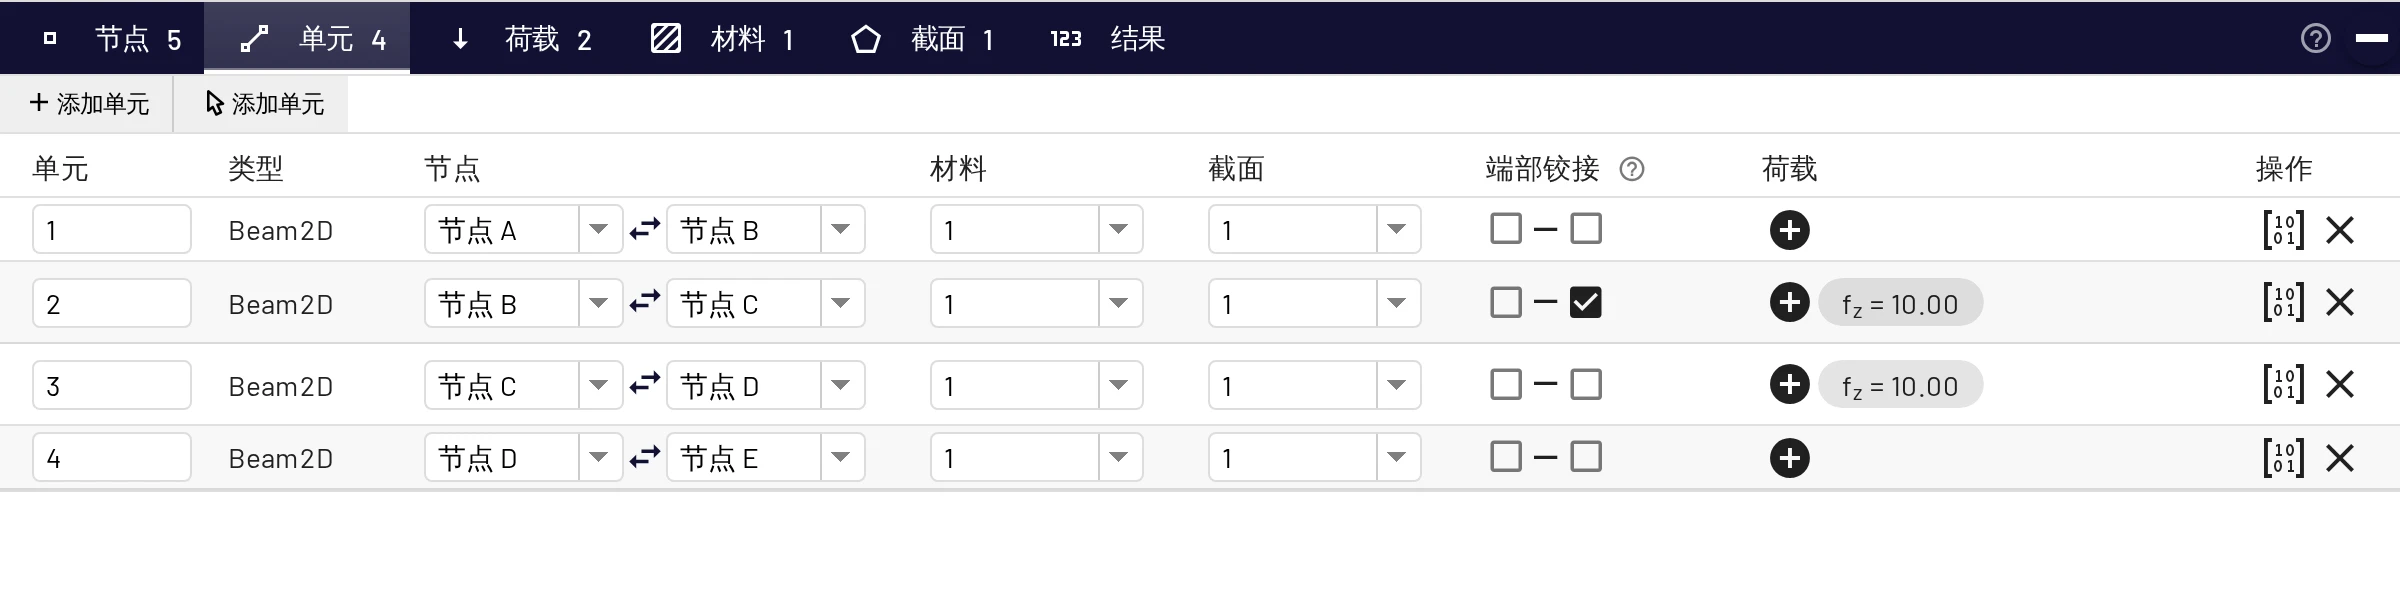 节点 5 单元 4 荷载 2 材料 1 截面 1 123 结果
添加单元 添加单元
单元 类型 节点 材料 截面 端部铰接 荷载 操作
1 Beam2D 节点 A 节点 B 1 1
2 Beam2D 节点 B 节点 C 1 1 fz = 10.00
3 Beam2D 节点 C 节点 D 1 1 fz = 10.00
4 Beam2D 节点 D 节点 E 1 1